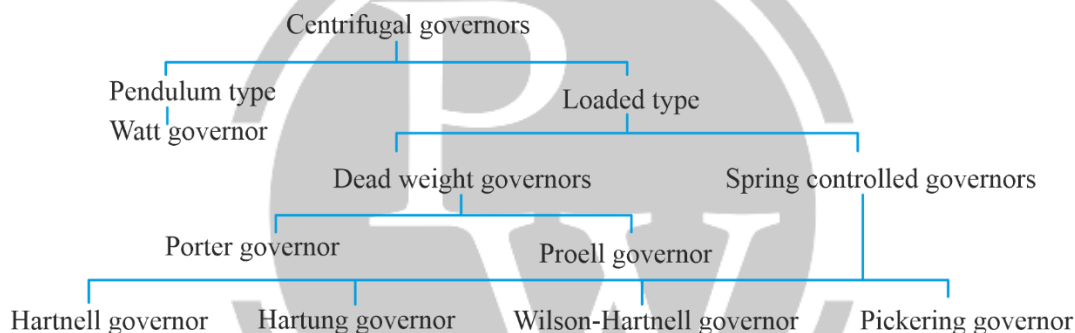 Centrifugal governors
Pendulum type
Loaded type
Watt governor
Dead weight governors
Spring controlled governors
Porter governor
Proell governor
Hartnell governor
Hartung governor
Wilson-Hartnell governor
Pickering governor
PW